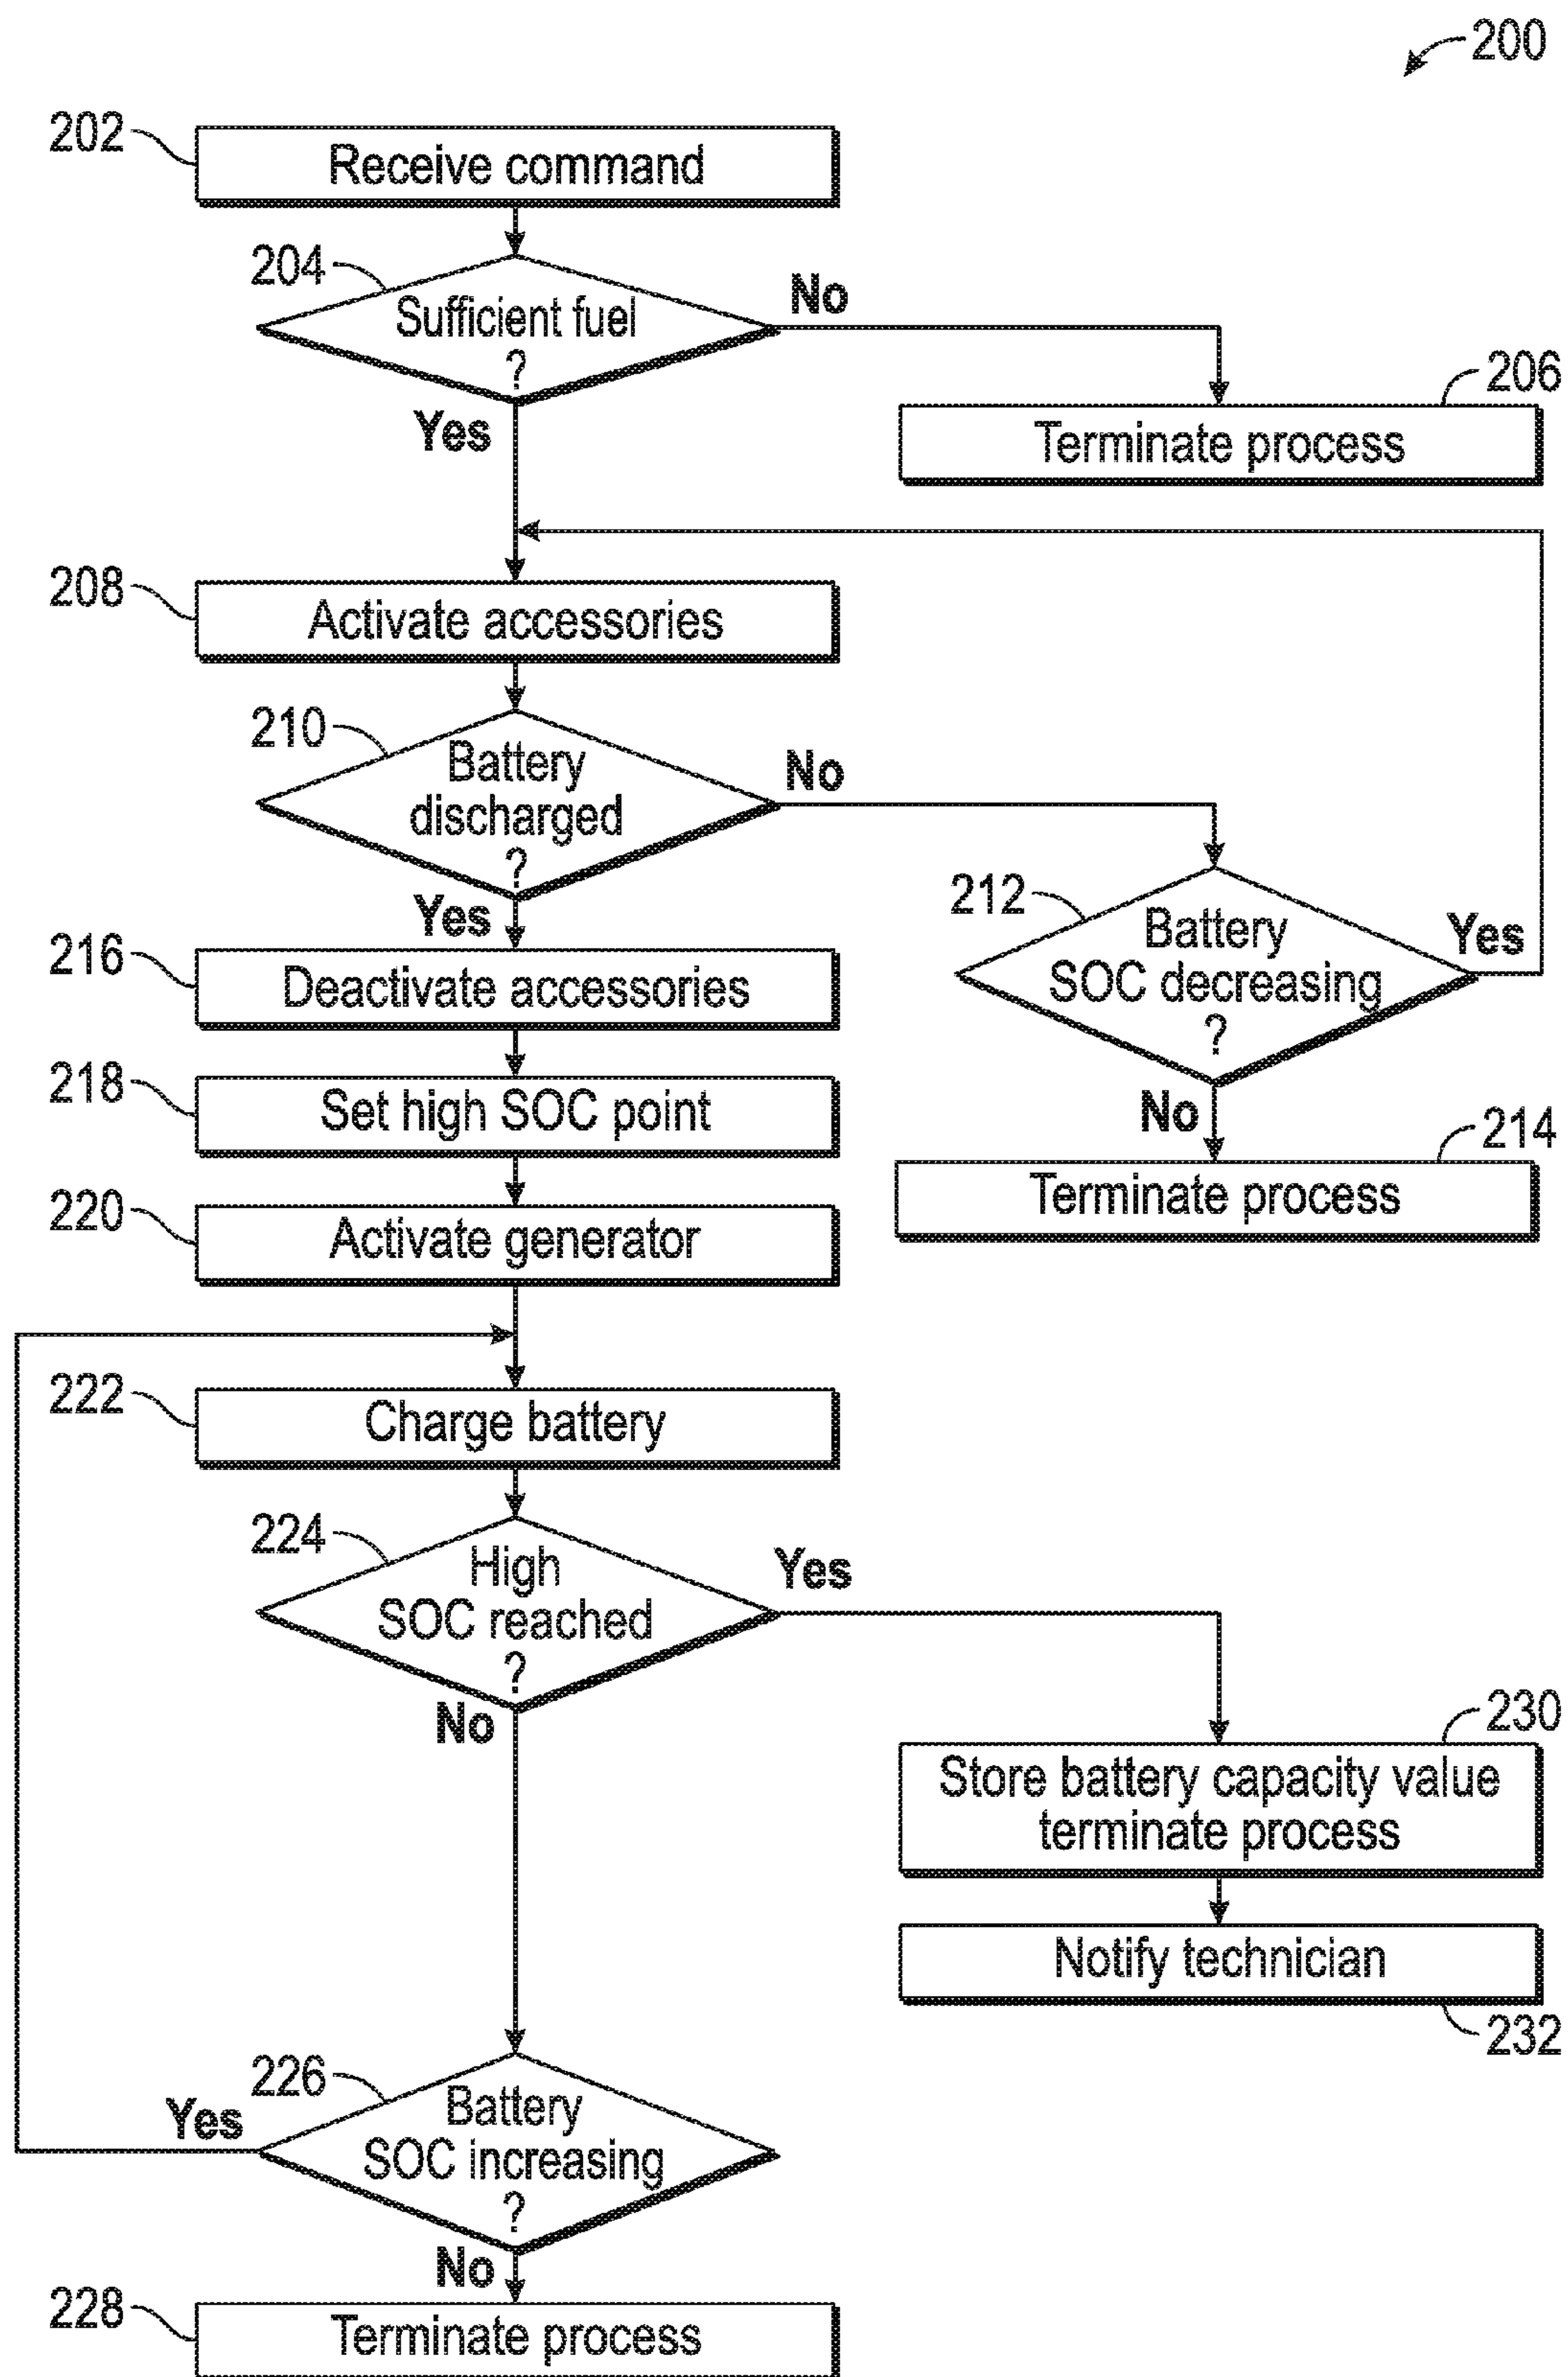 200
202
Receive command
204
Sufficient fuel
?
No
Yes
206
Terminate process
208
Activate accessories
210
Battery
discharged
?
No
Yes
212
Battery
SOC decreasing
?
Yes
No
214
Terminate process
216
Deactivate accessories
218
Set high SOC point
220
Activate generator
222
Charge battery
224
High
SOC reached
?
Yes
No
230
Store battery capacity value
terminate process
Notify technician
232
226
Battery
SOC increasing
?
Yes
No
228
Terminate process